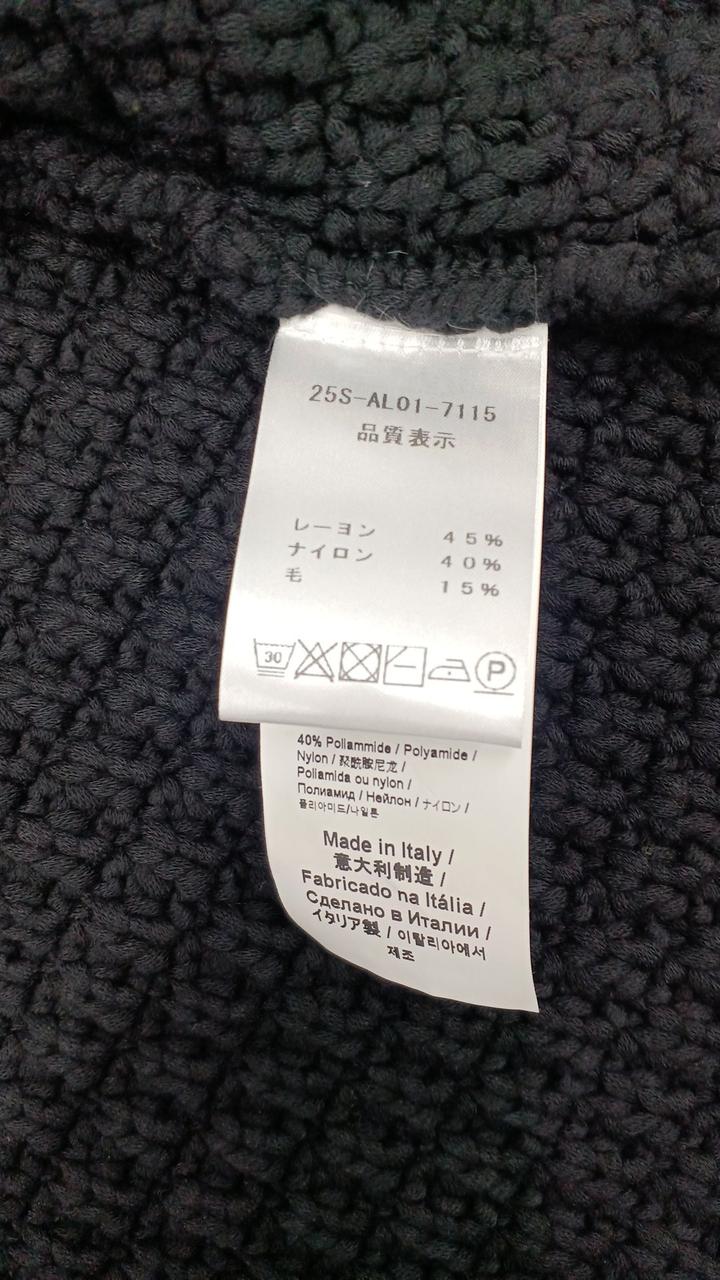 25S-AL01-7115
品質表示
レーヨン 45%
ナイロン 40%
毛 15%
30
P
40% Poliammide / Polyamide /
Nylon / 聚酰胺尼龙 /
Poliamida ou nylon /
Полиамид / Нейлон / ナイロン /
폴리아미드/나일론
Made in Italy /
意大利制造 /
Fabricado na Itália /
Сделано в Италии /
イタリア製 / 이탈리아에서
제조